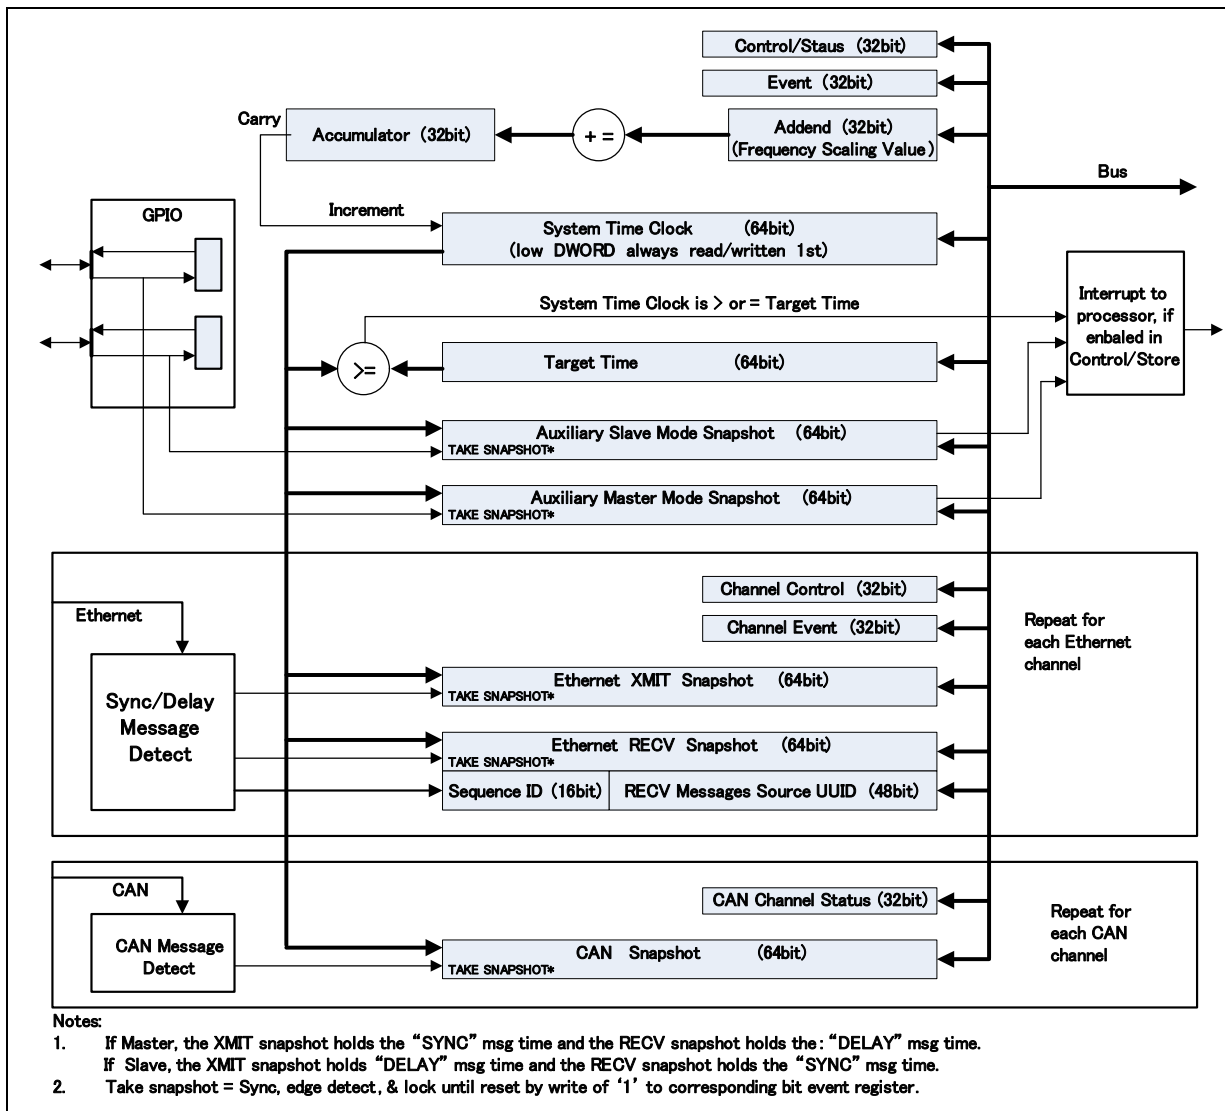 Control/Staus (32bit)
Event (32bit)
Carry
Accumulator (32bit)
+ =
Addend (32bit)
(Frequency Scaling Value)
Bus
GPIO
Increment
System Time Clock (64bit)
(low DWORD always read/written 1st)
System Time Clock is > or = Target Time
Interrupt to
processor, if
enbaled in
Control/Store
>=
Target Time (64bit)
Auxiliary Slave Mode Snapshot (64bit)
TAKE SNAPSHOT*
Auxiliary Master Mode Snapshot (64bit)
TAKE SNAPSHOT*
Ethernet
Channel Control (32bit)
Channel Event (32bit)
Repeat for
each Ethernet
channel
Sync/Delay
Message
Detect
Ethernet XMIT Snapshot (64bit)
TAKE SNAPSHOT*
Ethernet RECV Snapshot (64bit)
TAKE SNAPSHOT*
Sequence ID (16bit) RECV Messages Source UUID (48bit)
CAN
CAN Channel Status (32bit)
Repeat for
each CAN
channel
CAN Message
Detect
CAN Snapshot (64bit)
TAKE SNAPSHOT*
Notes:
1. If Master, the XMIT snapshot holds the “SYNC” msg time and the RECV snapshot holds the: “DELAY” msg time.
If Slave, the XMIT snapshot holds “DELAY” msg time and the RECV snapshot holds the “SYNC” msg time.
2. Take snapshot = Sync, edge detect, & lock until reset by write of ‘1’ to corresponding bit event register.